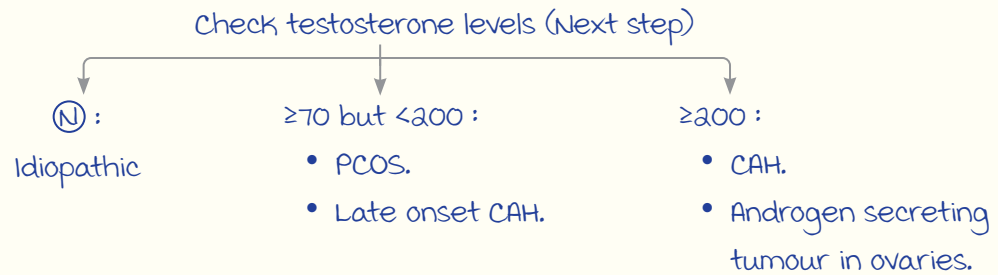 Check testosterone levels (Next step)
N : ≥70 but <200 : ≥200 :
Idiopathic • PCOS. • CAH.
• Late onset CAH. • Androgen secreting
tumour in ovaries.